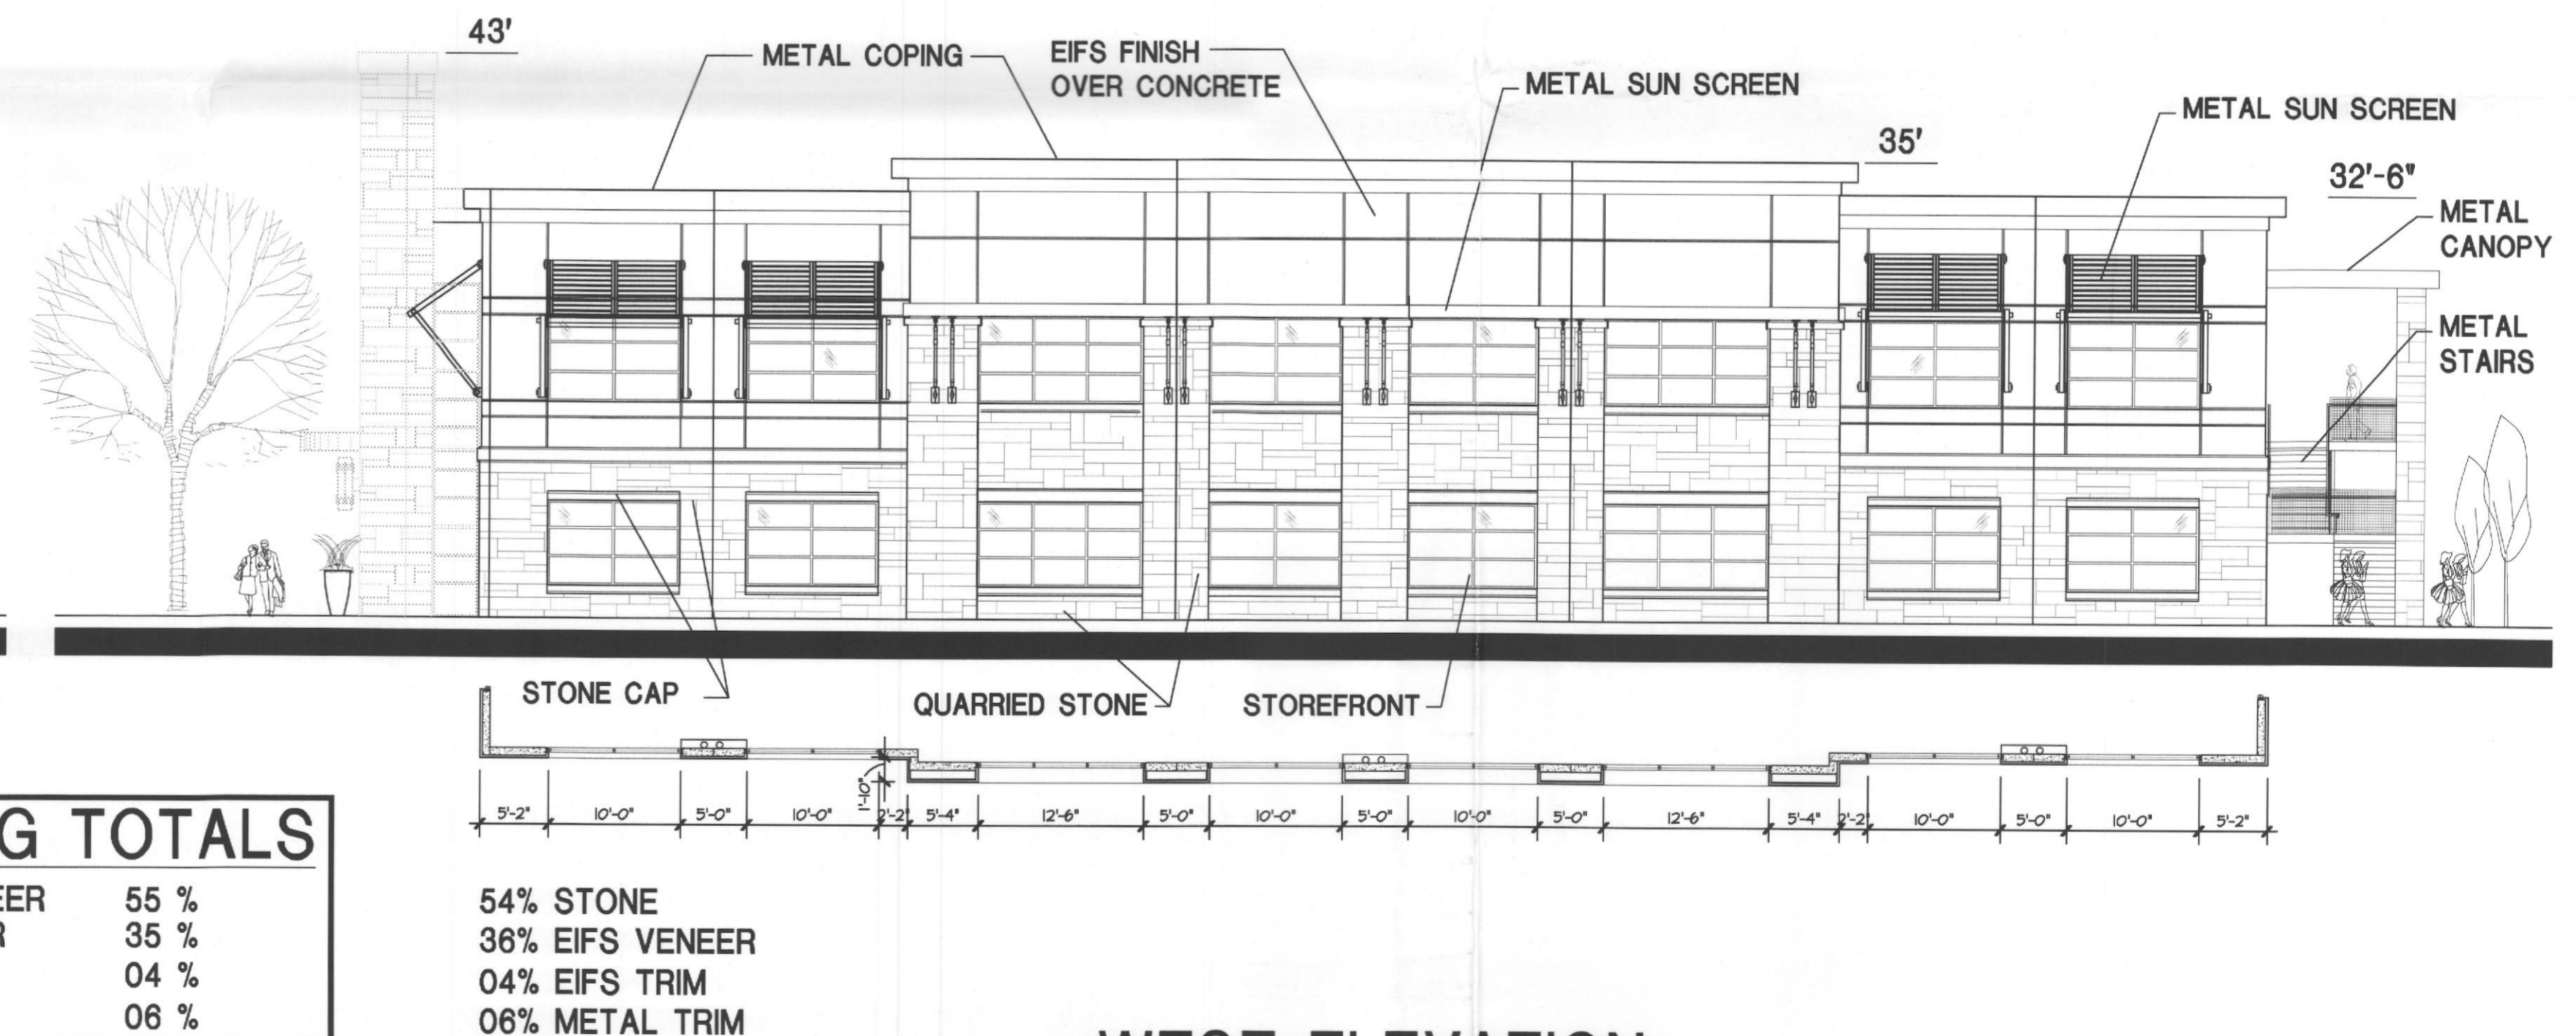 43'
METAL COPING
EIFS FINISH
OVER CONCRETE
METAL SUN SCREEN
METAL SUN SCREEN
35'
32'-6"
METAL
CANOPY
METAL
STAIRS
STONE CAP
QUARRIED STONE
STOREFRONT
1'-10"
5'-2" 10'-0" 5'-0" 10'-0" 2'-2" 5'-4" 12'-6" 5'-0" 10'-0" 5'-0" 10'-0" 5'-0" 12'-6" 5'-4" 2'-2" 10'-0" 5'-0" 10'-0" 5'-2"
G TOTALS
EER 55 %
R 35 %
04 %
06 %
54% STONE
36% EIFS VENEER
04% EIFS TRIM
06% METAL TRIM
WEST ELEVATION